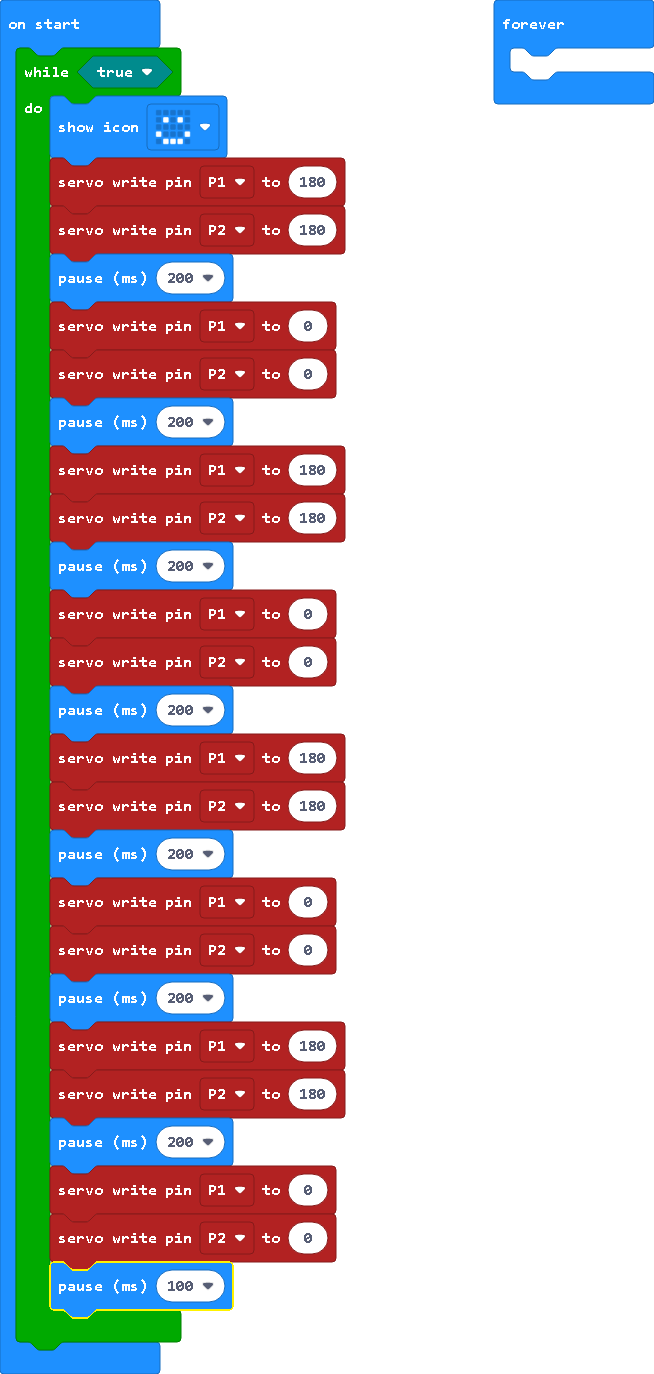 on start
forever
while true
do
show icon
servo write pin P1 to 180
servo write pin P2 to 180
pause (ms) 200
servo write pin P1 to 0
servo write pin P2 to 0
pause (ms) 200
servo write pin P1 to 180
servo write pin P2 to 180
pause (ms) 200
servo write pin P1 to 0
servo write pin P2 to 0
pause (ms) 200
servo write pin P1 to 180
servo write pin P2 to 180
pause (ms) 200
servo write pin P1 to 0
servo write pin P2 to 0
pause (ms) 200
servo write pin P1 to 180
servo write pin P2 to 180
pause (ms) 200
servo write pin P1 to 0
servo write pin P2 to 0
pause (ms) 100